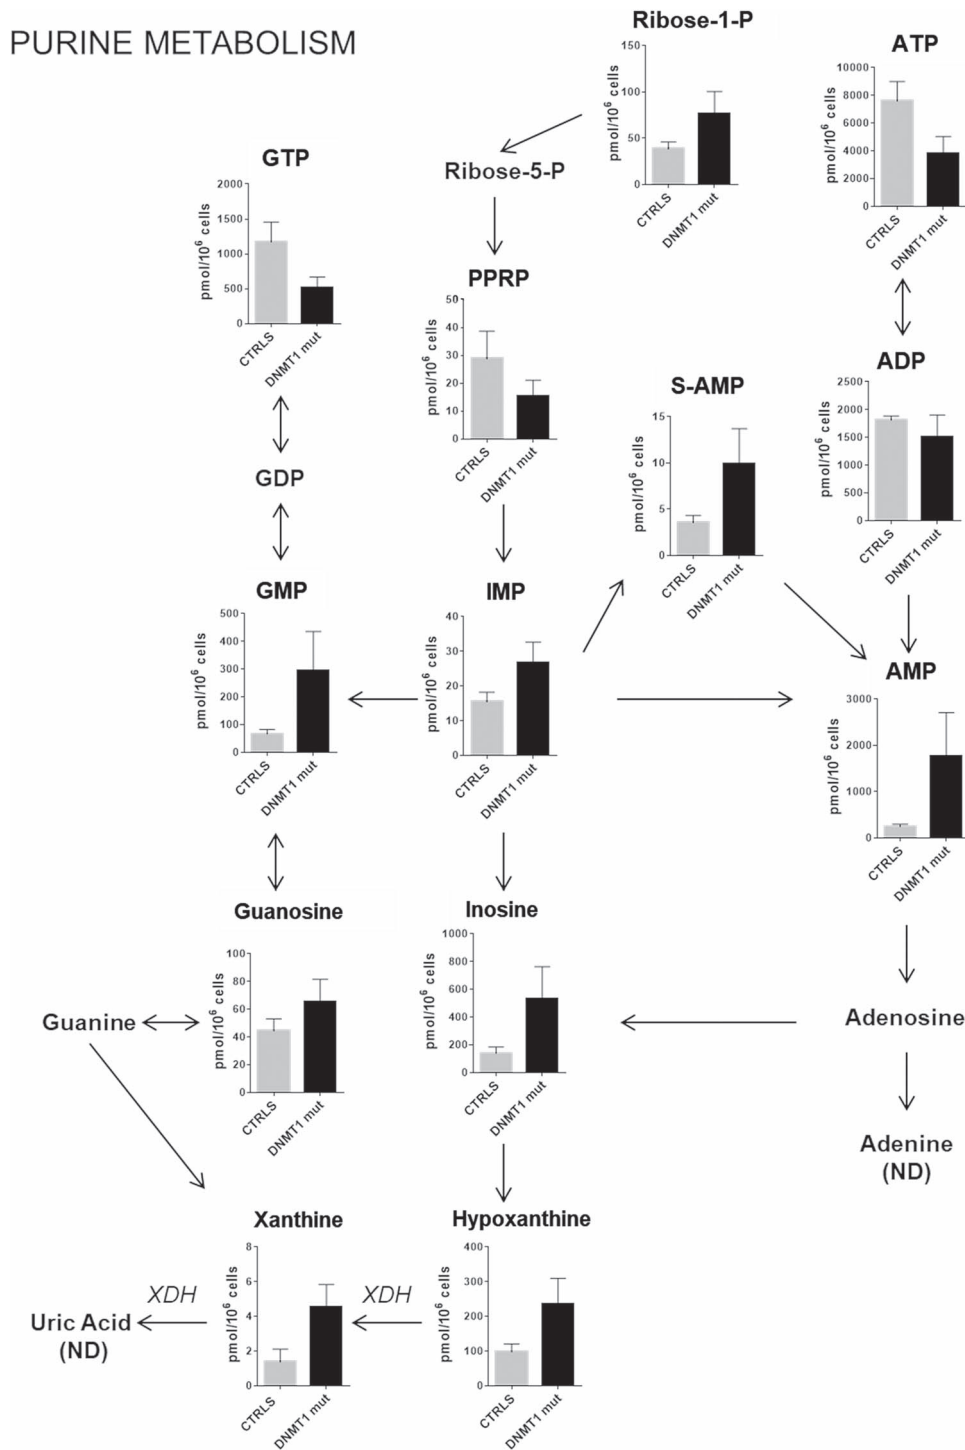 PURINE METABOLISM
Ribose-1-P
150
100
50
0
pmol/10⁶ cells
CTRLS
DNMT1 mut
ATP
10000
8000
6000
4000
2000
0
pmol/10⁶ cells
CTRLS
DNMT1 mut
Ribose-5-P
GTP
2000
1500
1000
500
0
pmol/10⁶ cells
CTRLS
DNMT1 mut
PPRP
50
40
30
20
10
0
pmol/10⁶ cells
CTRLS
DNMT1 mut
S-AMP
15
10
5
0
pmol/10⁶ cells
CTRLS
DNMT1 mut
ADP
2500
2000
1500
1000
500
0
pmol/10⁶ cells
CTRLS
DNMT1 mut
GDP
GMP
500
400
300
200
100
0
pmol/10⁶ cells
CTRLS
DNMT1 mut
IMP
40
30
20
10
0
pmol/10⁶ cells
CTRLS
DNMT1 mut
AMP
3000
2000
1000
0
pmol/10⁶ cells
CTRLS
DNMT1 mut
Guanosine
100
80
60
40
20
0
pmol/10⁶ cells
CTRLS
DNMT1 mut
Inosine
1000
800
600
400
200
0
pmol/10⁶ cells
CTRLS
DNMT1 mut
Guanine
Adenosine
Adenine
(ND)
Xanthine
8
6
4
2
0
pmol/10⁶ cells
CTRLS
DNMT1 mut
Hypoxanthine
400
300
200
100
0
pmol/10⁶ cells
CTRLS
DNMT1 mut
XDH
XDH
Uric Acid
(ND)